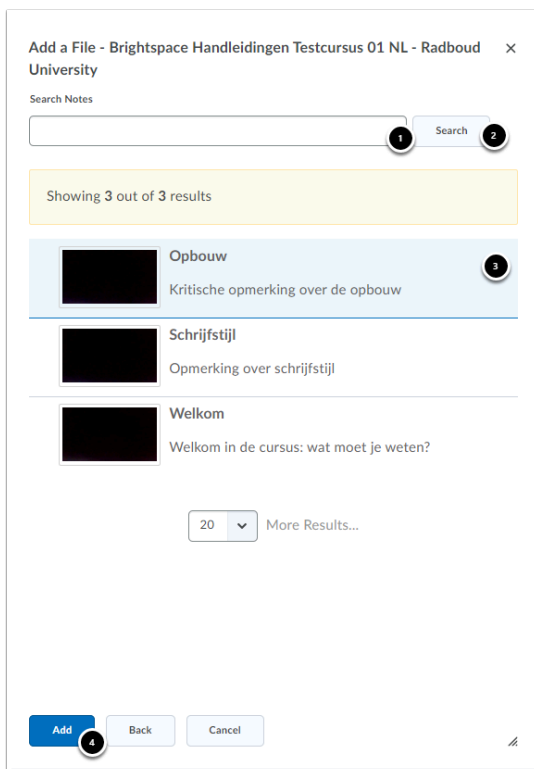 Add a File - Brightspace Handleidingen Testcursus 01 NL - Radboud
University
Search Notes
1
Search 2
Showing 3 out of 3 results
Opbouw
3
Kritische opmerking over de opbouw
Schrijfstijl
Opmerking over schrijfstijl
Welkom
Welkom in de cursus: wat moet je weten?
20 More Results...
Add 4 Back Cancel